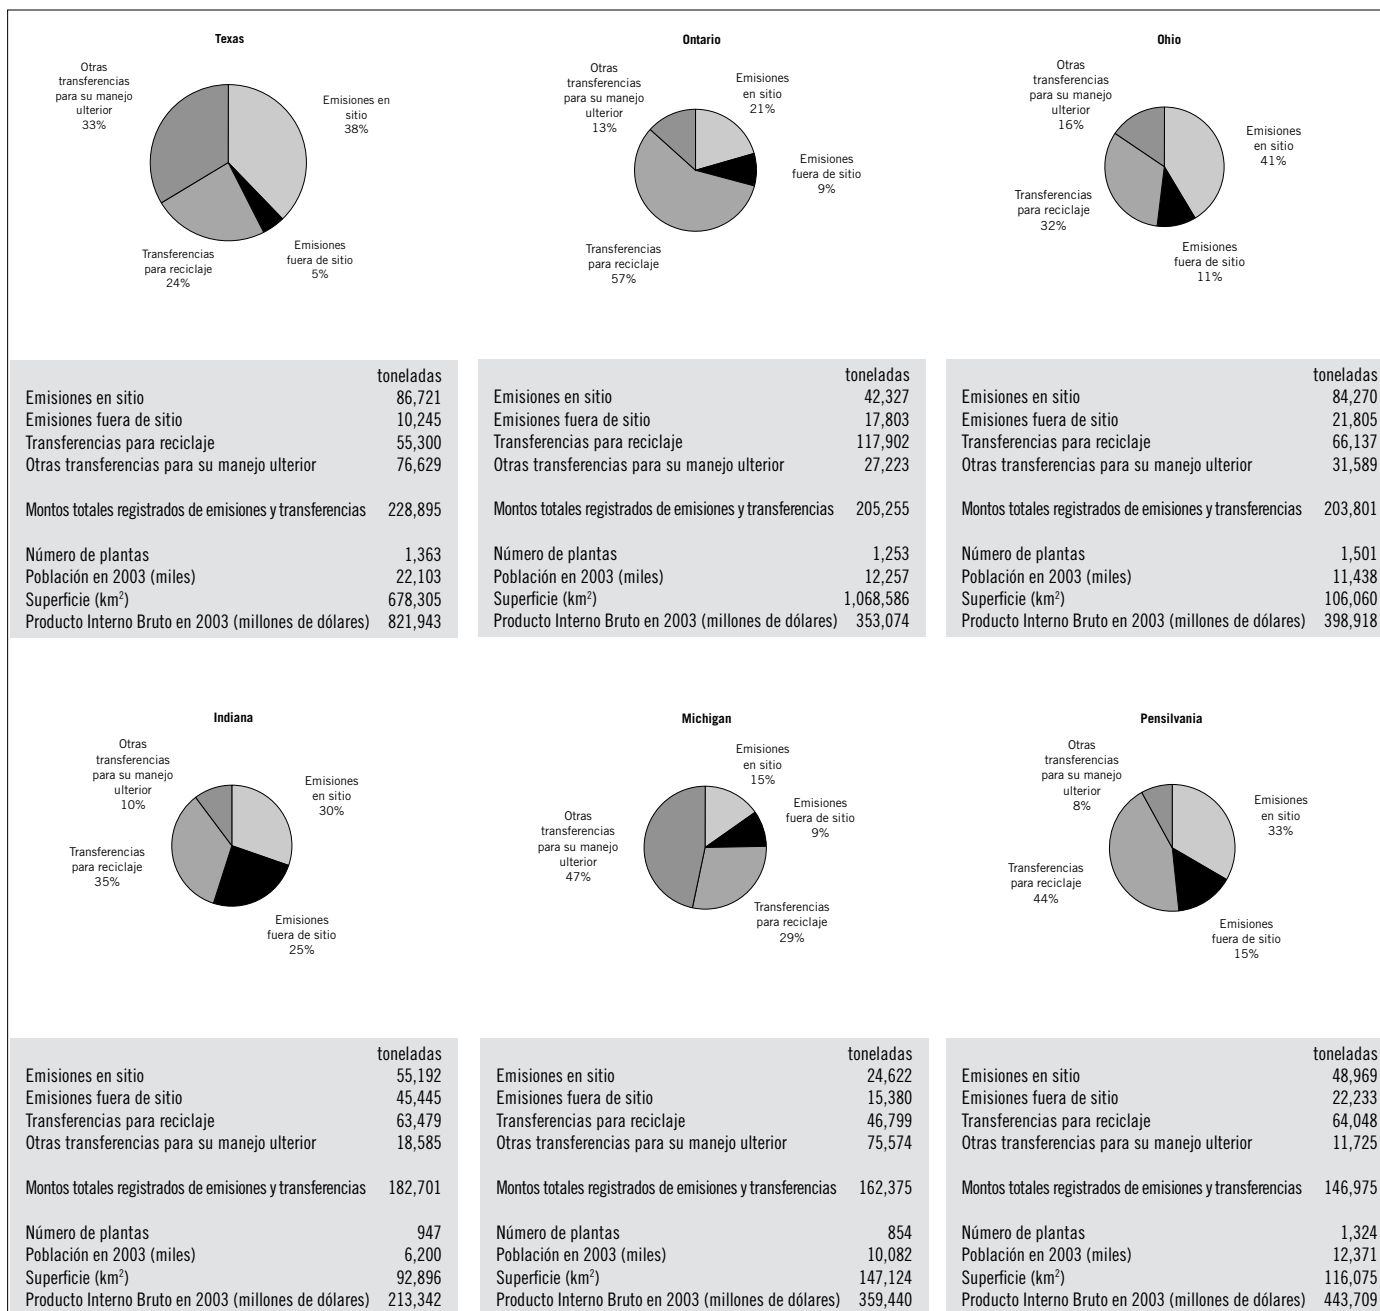 Texas
Otras
transferencias
para su manejo
ulterior
33%
Emisiones en
sitio
38%
Transferencias
para reciclaje
24%
Emisiones
fuera de sitio
5%
Ontario
Otras
transferencias
para su manejo
ulterior
13%
Emisiones
en sitio
21%
Emisiones
fuera de sitio
9%
Transferencias
para reciclaje
57%
Ohio
Otras
transferencias
para su manejo
ulterior
16%
Emisiones
en sitio
41%
Transferencias
para reciclaje
32%
Emisiones
fuera de sitio
11%
toneladas
Emisiones en sitio 86,721
Emisiones fuera de sitio 10,245
Transferencias para reciclaje 55,300
Otras transferencias para su manejo ulterior 76,629
Montos totales registrados de emisiones y transferencias 228,895
Número de plantas 1,363
Población en 2003 (miles) 22,103
Superficie (km²) 678,305
Producto Interno Bruto en 2003 (millones de dólares) 821,943
toneladas
Emisiones en sitio 42,327
Emisiones fuera de sitio 17,803
Transferencias para reciclaje 117,902
Otras transferencias para su manejo ulterior 27,223
Montos totales registrados de emisiones y transferencias 205,255
Número de plantas 1,253
Población en 2003 (miles) 12,257
Superficie (km²) 1,068,586
Producto Interno Bruto en 2003 (millones de dólares) 353,074
toneladas
Emisiones en sitio 84,270
Emisiones fuera de sitio 21,805
Transferencias para reciclaje 66,137
Otras transferencias para su manejo ulterior 31,589
Montos totales registrados de emisiones y transferencias 203,801
Número de plantas 1,501
Población en 2003 (miles) 11,438
Superficie (km²) 106,060
Producto Interno Bruto en 2003 (millones de dólares) 398,918
Indiana
Otras
transferencias
para su manejo
ulterior
10%
Emisiones
en sitio
30%
Transferencias
para reciclaje
35%
Emisiones
fuera de sitio
25%
Michigan
Emisiones
en sitio
15%
Emisiones
fuera de sitio
9%
Otras
transferencias
para su manejo
ulterior
47%
Transferencias
para reciclaje
29%
Pensilvania
Otras
transferencias
para su manejo
ulterior
8%
Emisiones
en sitio
33%
Transferencias
para reciclaje
44%
Emisiones
fuera de sitio
15%
toneladas
Emisiones en sitio 55,192
Emisiones fuera de sitio 45,445
Transferencias para reciclaje 63,479
Otras transferencias para su manejo ulterior 18,585
Montos totales registrados de emisiones y transferencias 182,701
Número de plantas 947
Población en 2003 (miles) 6,200
Superficie (km²) 92,896
Producto Interno Bruto en 2003 (millones de dólares) 213,342
toneladas
Emisiones en sitio 24,622
Emisiones fuera de sitio 15,380
Transferencias para reciclaje 46,799
Otras transferencias para su manejo ulterior 75,574
Montos totales registrados de emisiones y transferencias 162,375
Número de plantas 854
Población en 2003 (miles) 10,082
Superficie (km²) 147,124
Producto Interno Bruto en 2003 (millones de dólares) 359,440
toneladas
Emisiones en sitio 48,969
Emisiones fuera de sitio 22,233
Transferencias para reciclaje 64,048
Otras transferencias para su manejo ulterior 11,725
Montos totales registrados de emisiones y transferencias 146,975
Número de plantas 1,324
Población en 2003 (miles) 12,371
Superficie (km²) 116,075
Producto Interno Bruto en 2003 (millones de dólares) 443,709